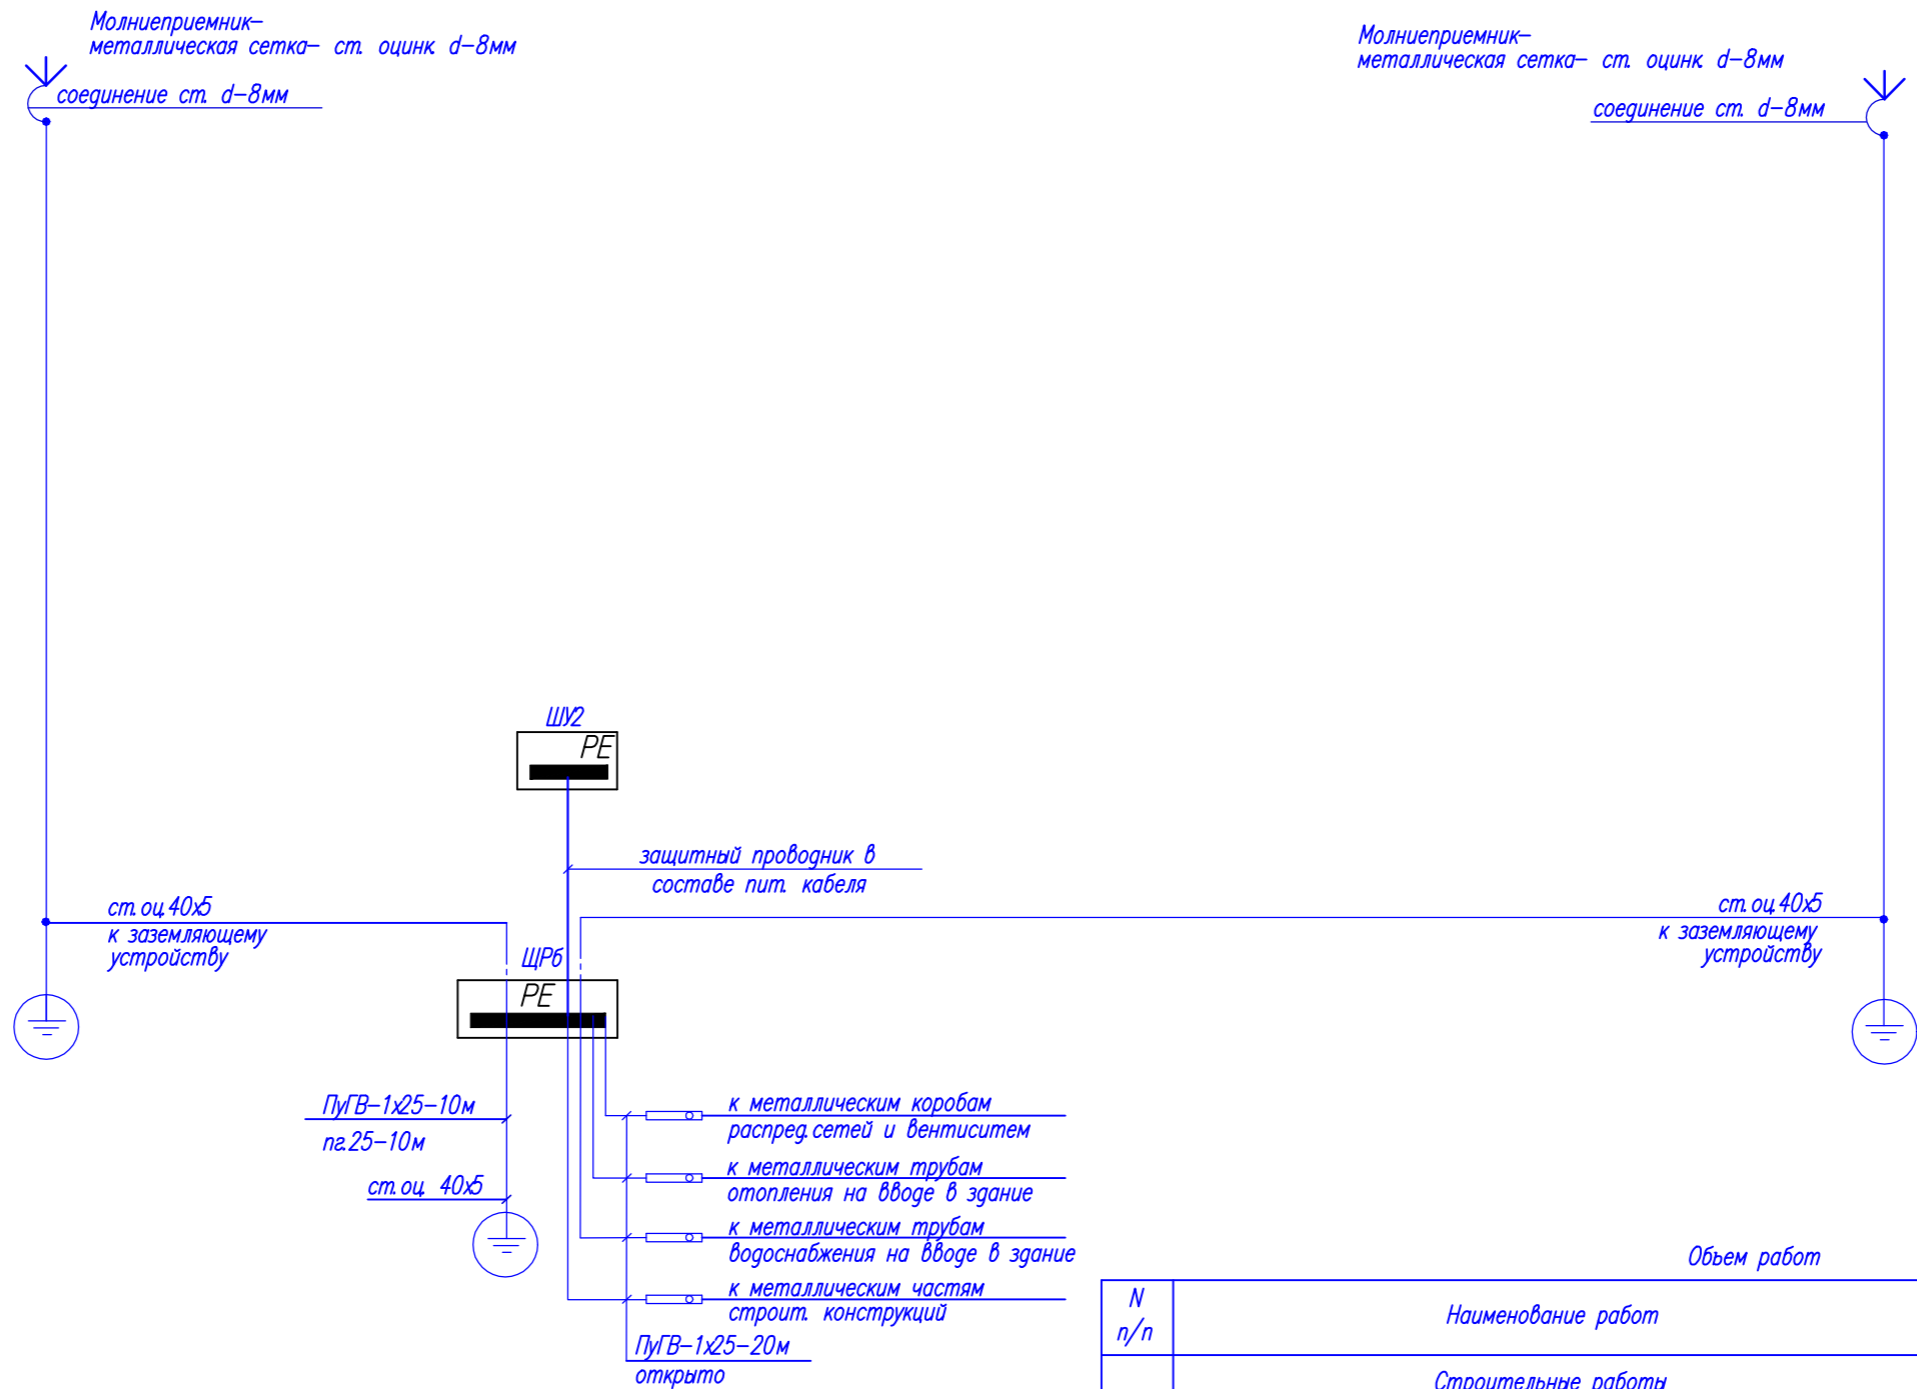 Молниеприемник–
металлическая сетка– ст. оцинк. d–8мм
соединение ст. d–8мм
Молниеприемник–
металлическая сетка– ст. оцинк. d–8мм
соединение ст. d–8мм
ШУ2
PE
защитный проводник в
составе пит. кабеля
ст.оц.40х5
к заземляющему
устройству
ст.оц.40х5
к заземляющему
устройству
ЩР6
PE
ПуГВ–1х25–10м
пг.25–10м
ст.оц. 40х5
к металлическим коробам
распред.сетей и вентиситем
к металлическим трубам
отопления на вводе в здание
к металлическим трубам
водоснабжения на вводе в здание
к металлическим частям
строит. конструкций
ПуГВ–1х25–20м
открыто
Объем работ
N
п/п
Наименование работ
Строительные работы